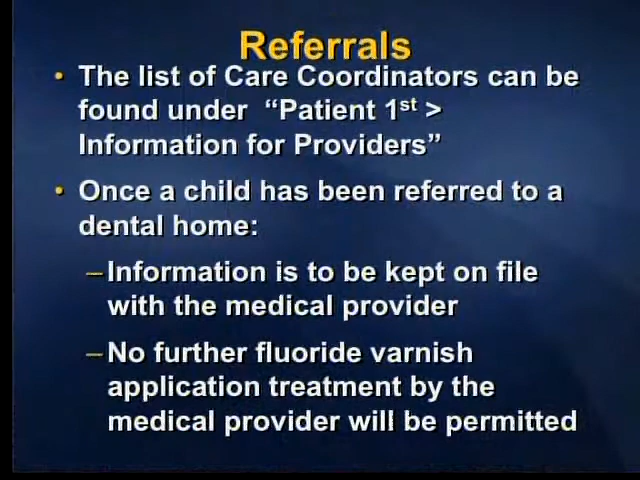 Referrals
• The list of Care Coordinators can be
found under “Patient 1st >
Information for Providers”
• Once a child has been referred to a
dental home:
– Information is to be kept on file
with the medical provider
– No further fluoride varnish
application treatment by the
medical provider will be permitted